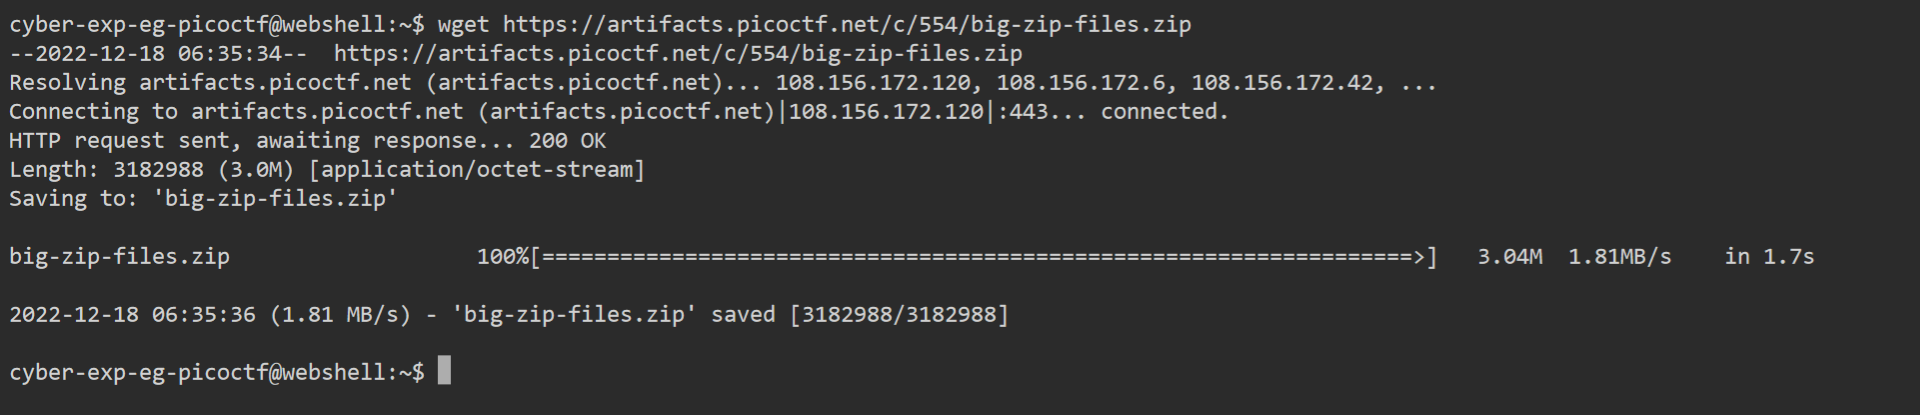 cyber-exp-eg-picoctf@webshell:~$ wget https://artifacts.picoctf.net/c/554/big-zip-files.zip
--2022-12-18 06:35:34--  https://artifacts.picoctf.net/c/554/big-zip-files.zip
Resolving artifacts.picoctf.net (artifacts.picoctf.net)... 108.156.172.120, 108.156.172.6, 108.156.172.42, ...
Connecting to artifacts.picoctf.net (artifacts.picoctf.net)|108.156.172.120|:443... connected.
HTTP request sent, awaiting response... 200 OK
Length: 3182988 (3.0M) [application/octet-stream]
Saving to: 'big-zip-files.zip'
big-zip-files.zip                   100%[===================================================================>]   3.04M  1.81MB/s    in 1.7s
2022-12-18 06:35:36 (1.81 MB/s) - 'big-zip-files.zip' saved [3182988/3182988]
cyber-exp-eg-picoctf@webshell:~$